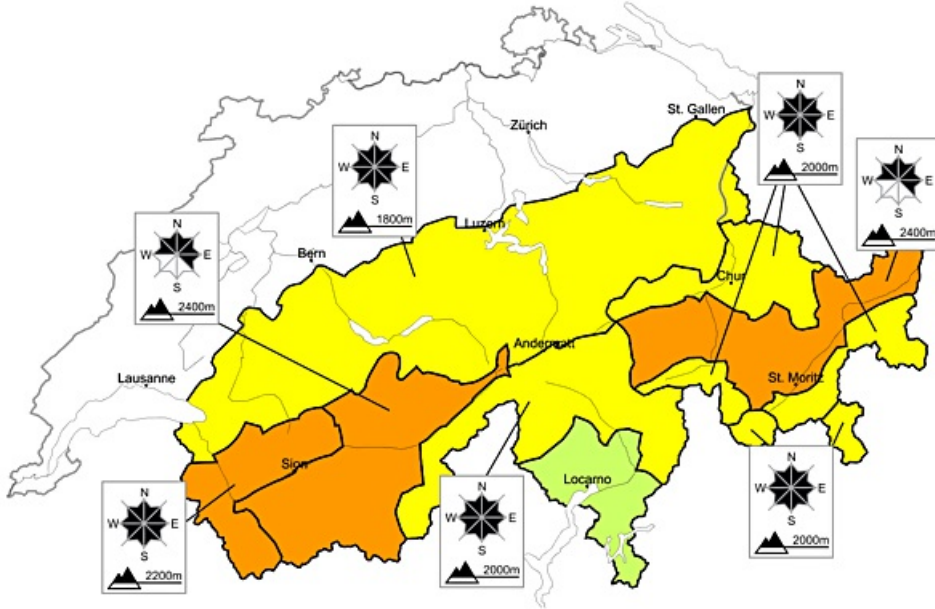 N
W E
S
2000m
St. Gallen
Zürich
N
W E
S
1800m
N
W E
S
2400m
N
W E
S
2400m
Luzern
Bern
Chur
Andermatt
Lausanne
St. Moritz
Sion
Locarno
N
W E
S
2200m
N
W E
S
2000m
N
W E
S
2000m